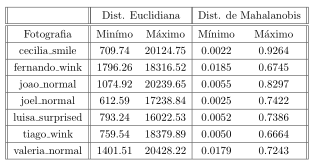 Dist. Euclidiana Dist. de Mahalanobis
Fotografia Minímo Máximo Mínimo Máximo
cecilia_smile 709.74 20124.75 0.0022 0.9264
fernando_wink 1796.26 18316.52 0.0185 0.6745
joao_normal 1074.92 20239.65 0.0055 0.8297
joel_normal 612.59 17238.84 0.0025 0.7422
luisa_surprised 793.24 16022.53 0.0052 0.7386
tiago_wink 759.54 18379.89 0.0050 0.6664
valeria_normal 1401.51 20428.22 0.0179 0.7243